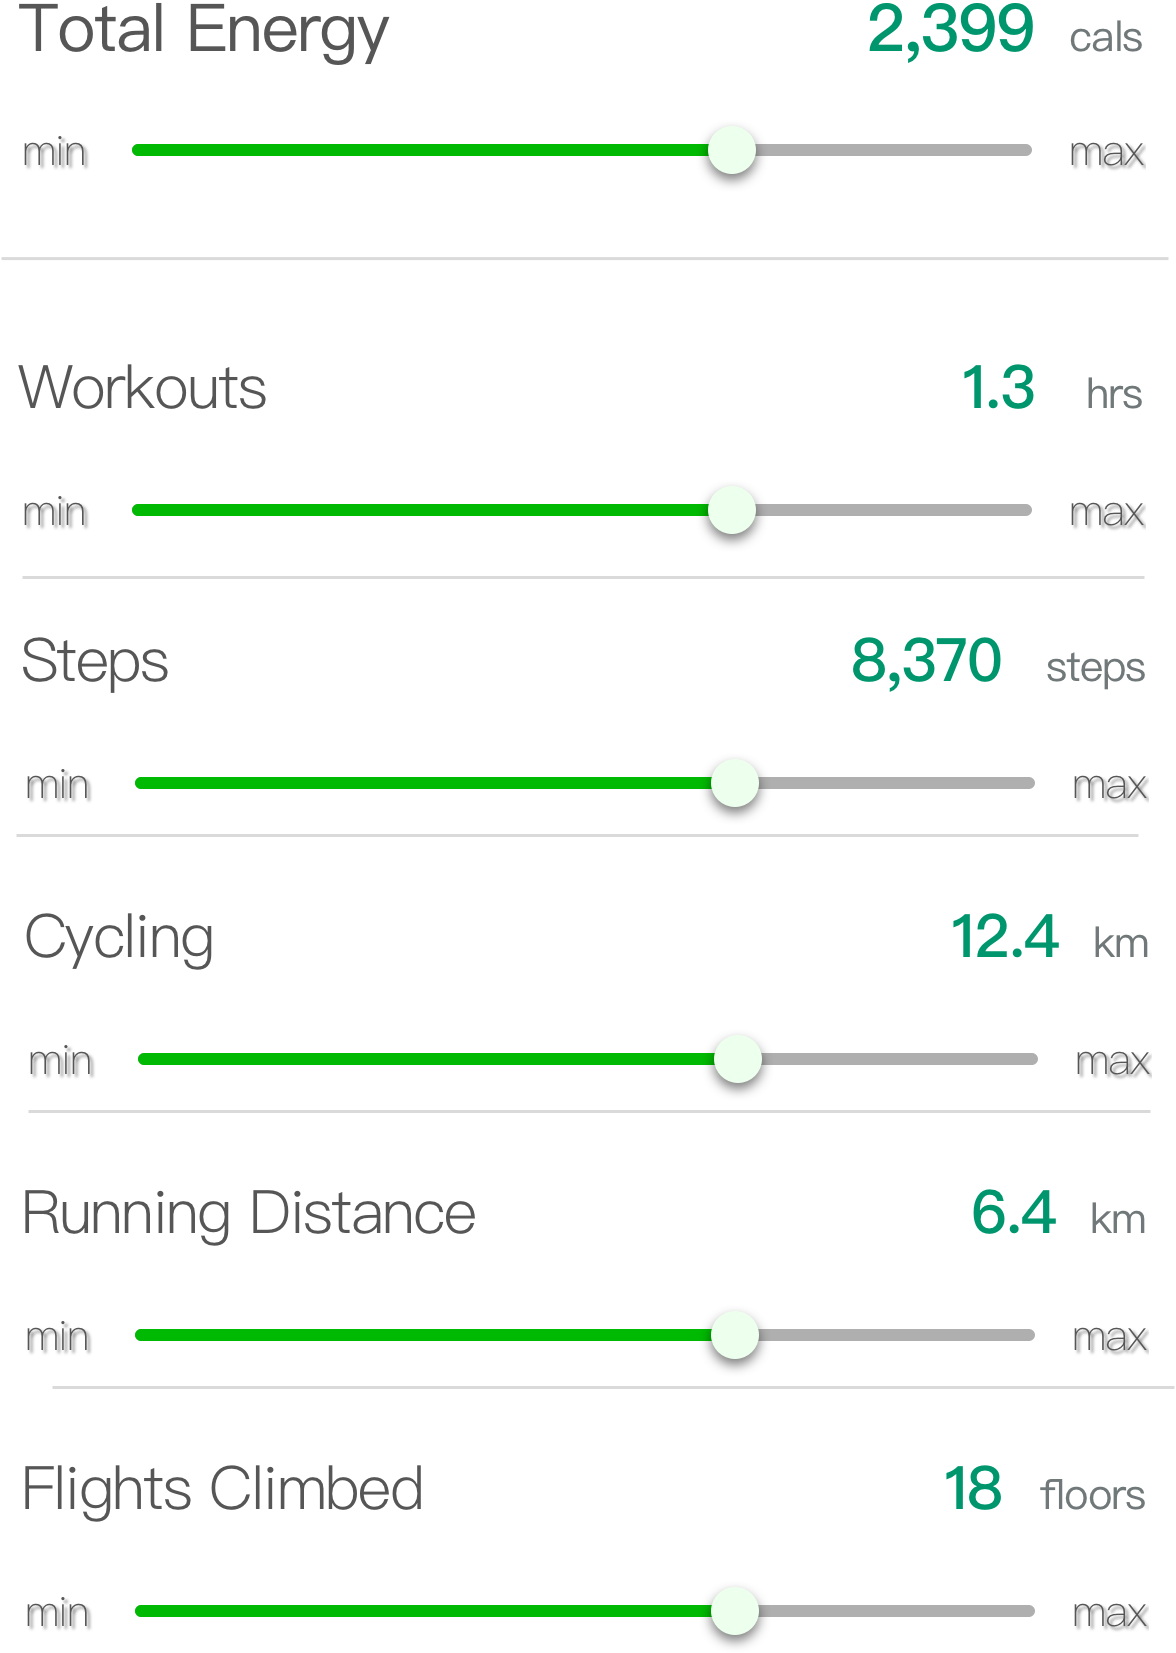 Total Energy 2,399 cals
min max
Workouts 1.3 hrs
min max
Steps 8,370 steps
min max
Cycling 12.4 km
min max
Running Distance 6.4 km
min max
Flights Climbed 18 floors
min max